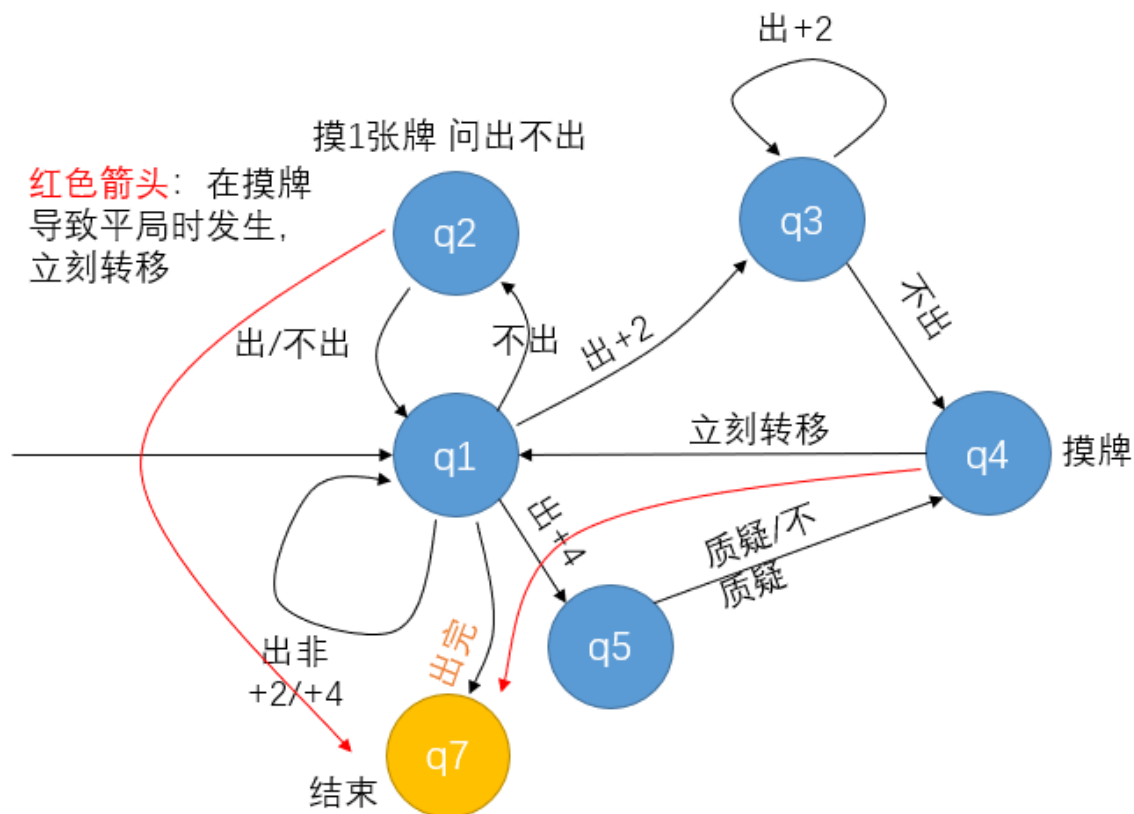 出+2
摸1张牌 问出不出
红色箭头：在摸牌
导致平局时发生，
立刻转移
q2
q3
出/不出
不出
出+2
不出
q1
立刻转移
q4
摸牌
出+4
质疑/不
质疑
q5
出完
出非
+2/+4
q7
结束